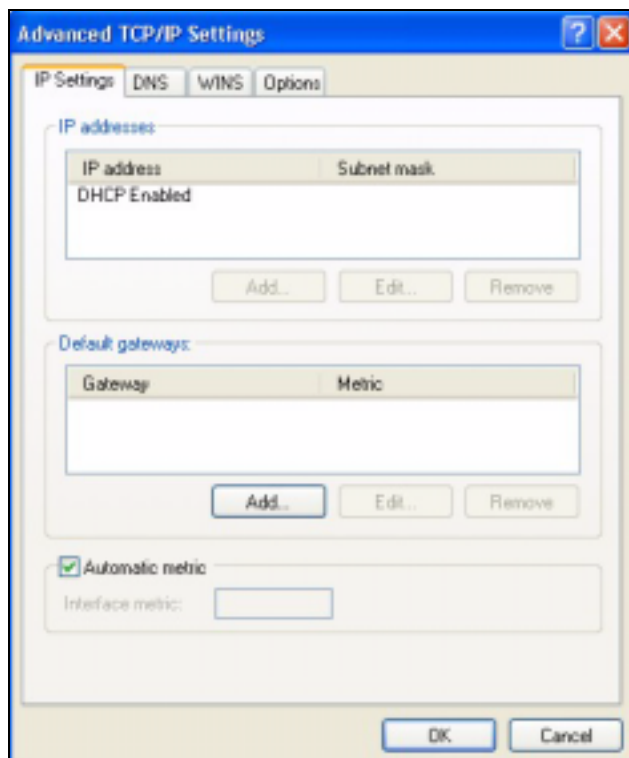 Advanced TCP/IP Settings
IP Settings DNS WINS Options
IP addresses
IP address Subnet mask
DHCP Enabled
Add... Edit... Remove
Default gateways:
Gateway Metric
Add... Edit... Remove
Automatic metric
Interface metric:
OK Cancel